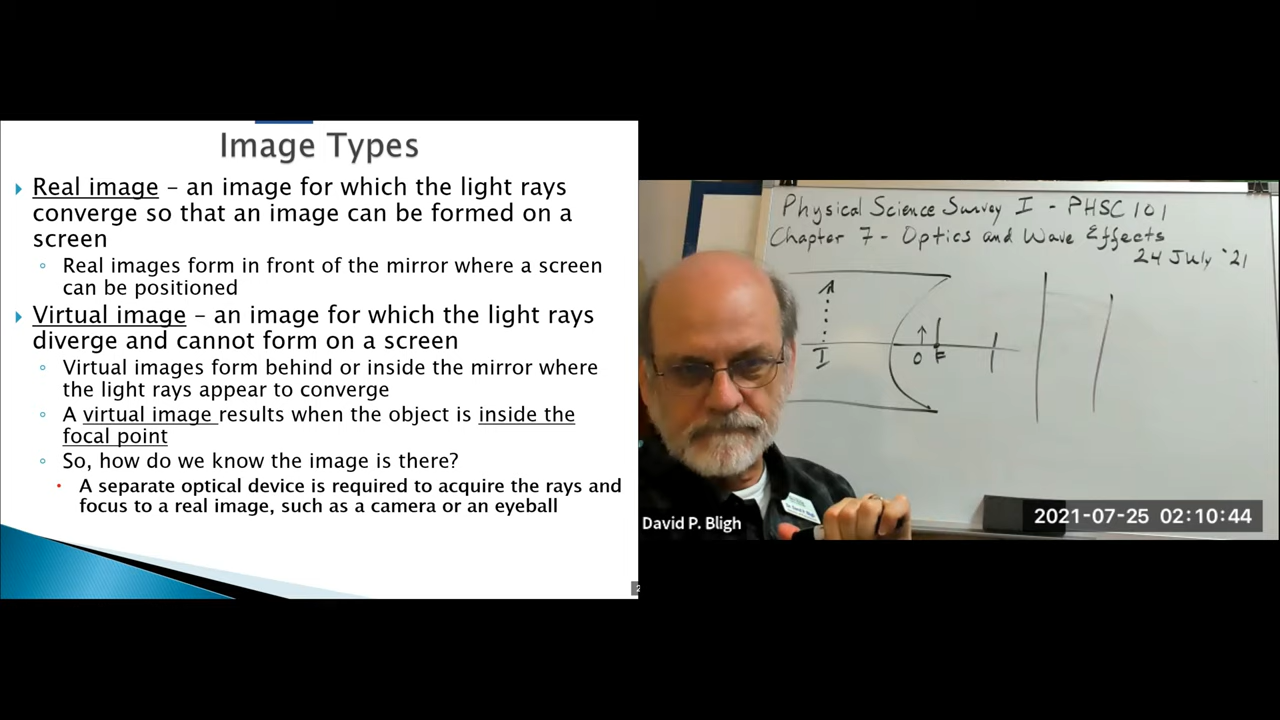 Image Types
Real image – an image for which the light rays
converge so that an image can be formed on a
screen
Real images form in front of the mirror where a screen
can be positioned
Virtual image – an image for which the light rays
diverge and cannot form on a screen
Virtual images form behind or inside the mirror where
the light rays appear to converge
A virtual image results when the object is inside the
focal point
So, how do we know the image is there?
A separate optical device is required to acquire the rays and
focus to a real image, such as a camera or an eyeball
Physical Science Survey I - PHSC 101
Chapter 7 - Optics and Wave Effects
24 July '21
I
O
F
David P. Bligh
2021-07-25 02:10:44